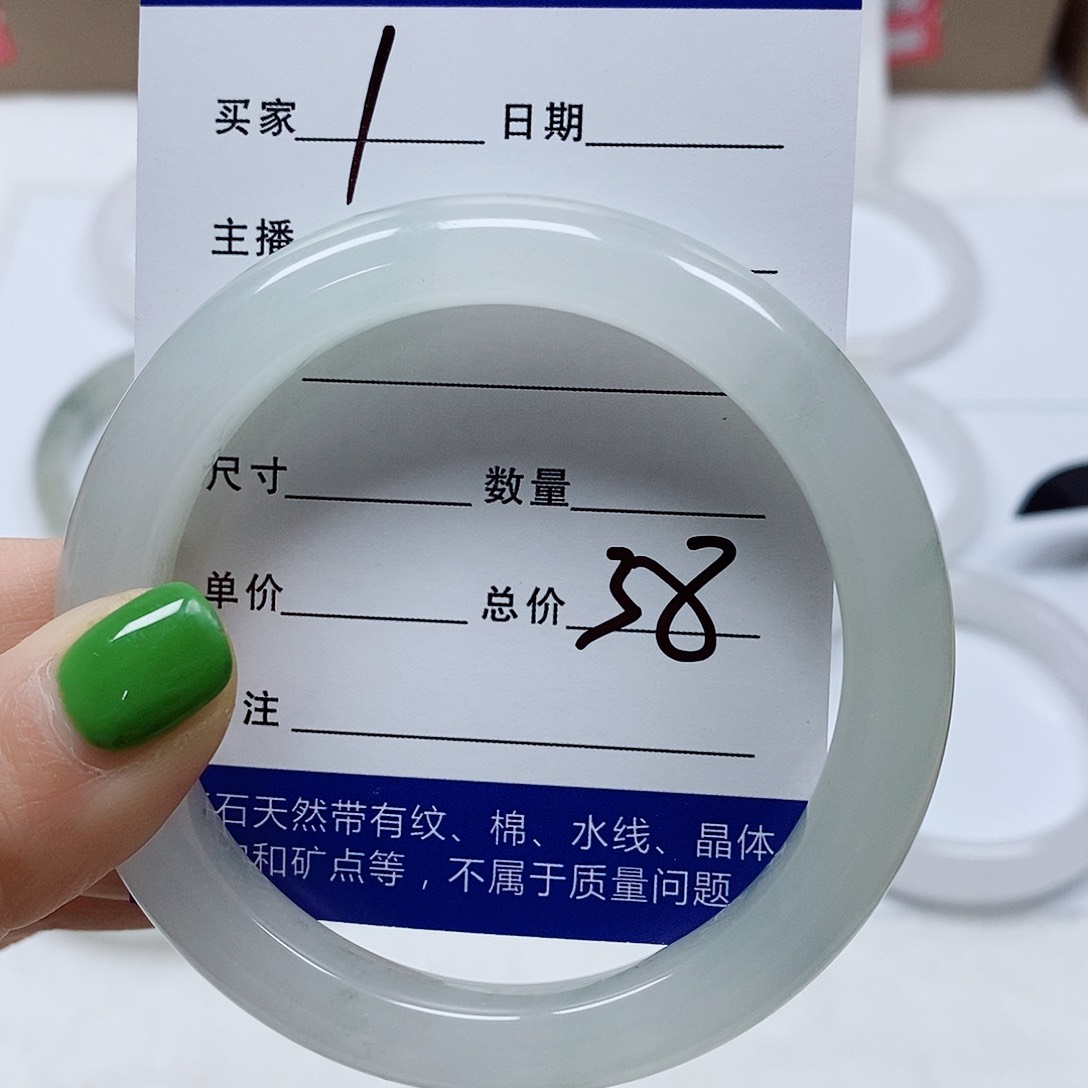 买家 1 日期
主播
尺寸 数量
单价 总价 58
注
石天然带有纹、棉、水线、晶体
和矿点等，不属于质量问题